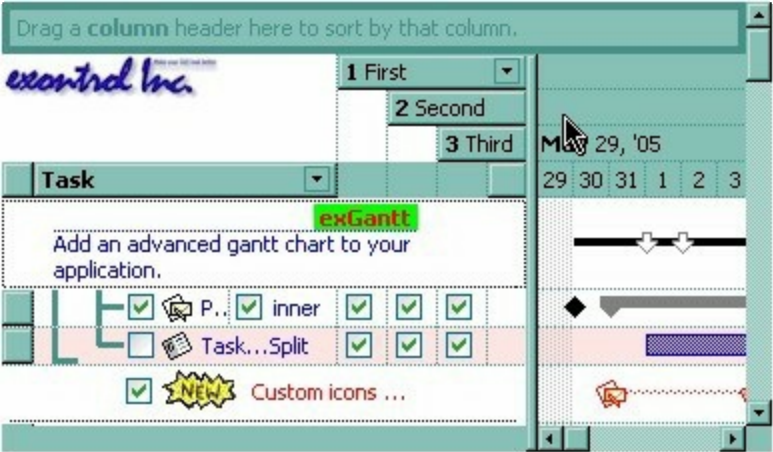 Drag a column header here to sort by that column.
exontrol Inc.
1 First
2 Second
3 Third
May 29, '05
Task
29 30 31 1 2 3
exGantt
Add an advanced gantt chart to your
application.
P.. inner
Task...Split
NEW Custom icons ...